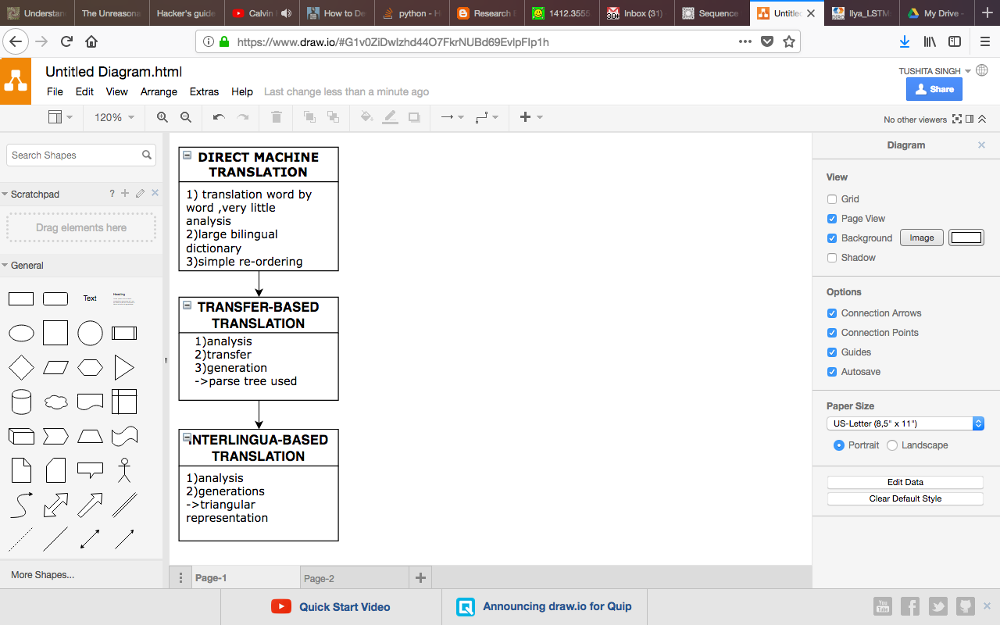 Understan
The Unreasona
Hacker's guide
Calvin
How to De
python - H
Research
1412.3555
30+
Inbox (31)
Sequence
Untitle
Ilya_LSTM
My Drive -
https://www.draw.io/#G1v0ZiDwIzhd44O7FkrNUBd69EvlpFIp1h
Untitled Diagram.html
TUSHITA SINGH
File Edit View Arrange Extras Help Last change less than a minute ago
Share
120%
No other viewers
Search Shapes
Scratchpad
?
Drag elements here
General
Text
Heading
More Shapes...
DIRECT MACHINE
TRANSLATION
1) translation word by
word ,very little
analysis
2)large bilingual
dictionary
3)simple re-ordering
TRANSFER-BASED
TRANSLATION
1)analysis
2)transfer
3)generation
->parse tree used
INTERLINGUA-BASED
TRANSLATION
1)analysis
2)generations
->triangular
representation
Page-1
Page-2
Diagram
View
Grid
Page View
Background
Image
Shadow
Options
Connection Arrows
Connection Points
Guides
Autosave
Paper Size
US-Letter (8,5" x 11")
Portrait
Landscape
Edit Data
Clear Default Style
Quick Start Video
Announcing draw.io for Quip
You
Tube